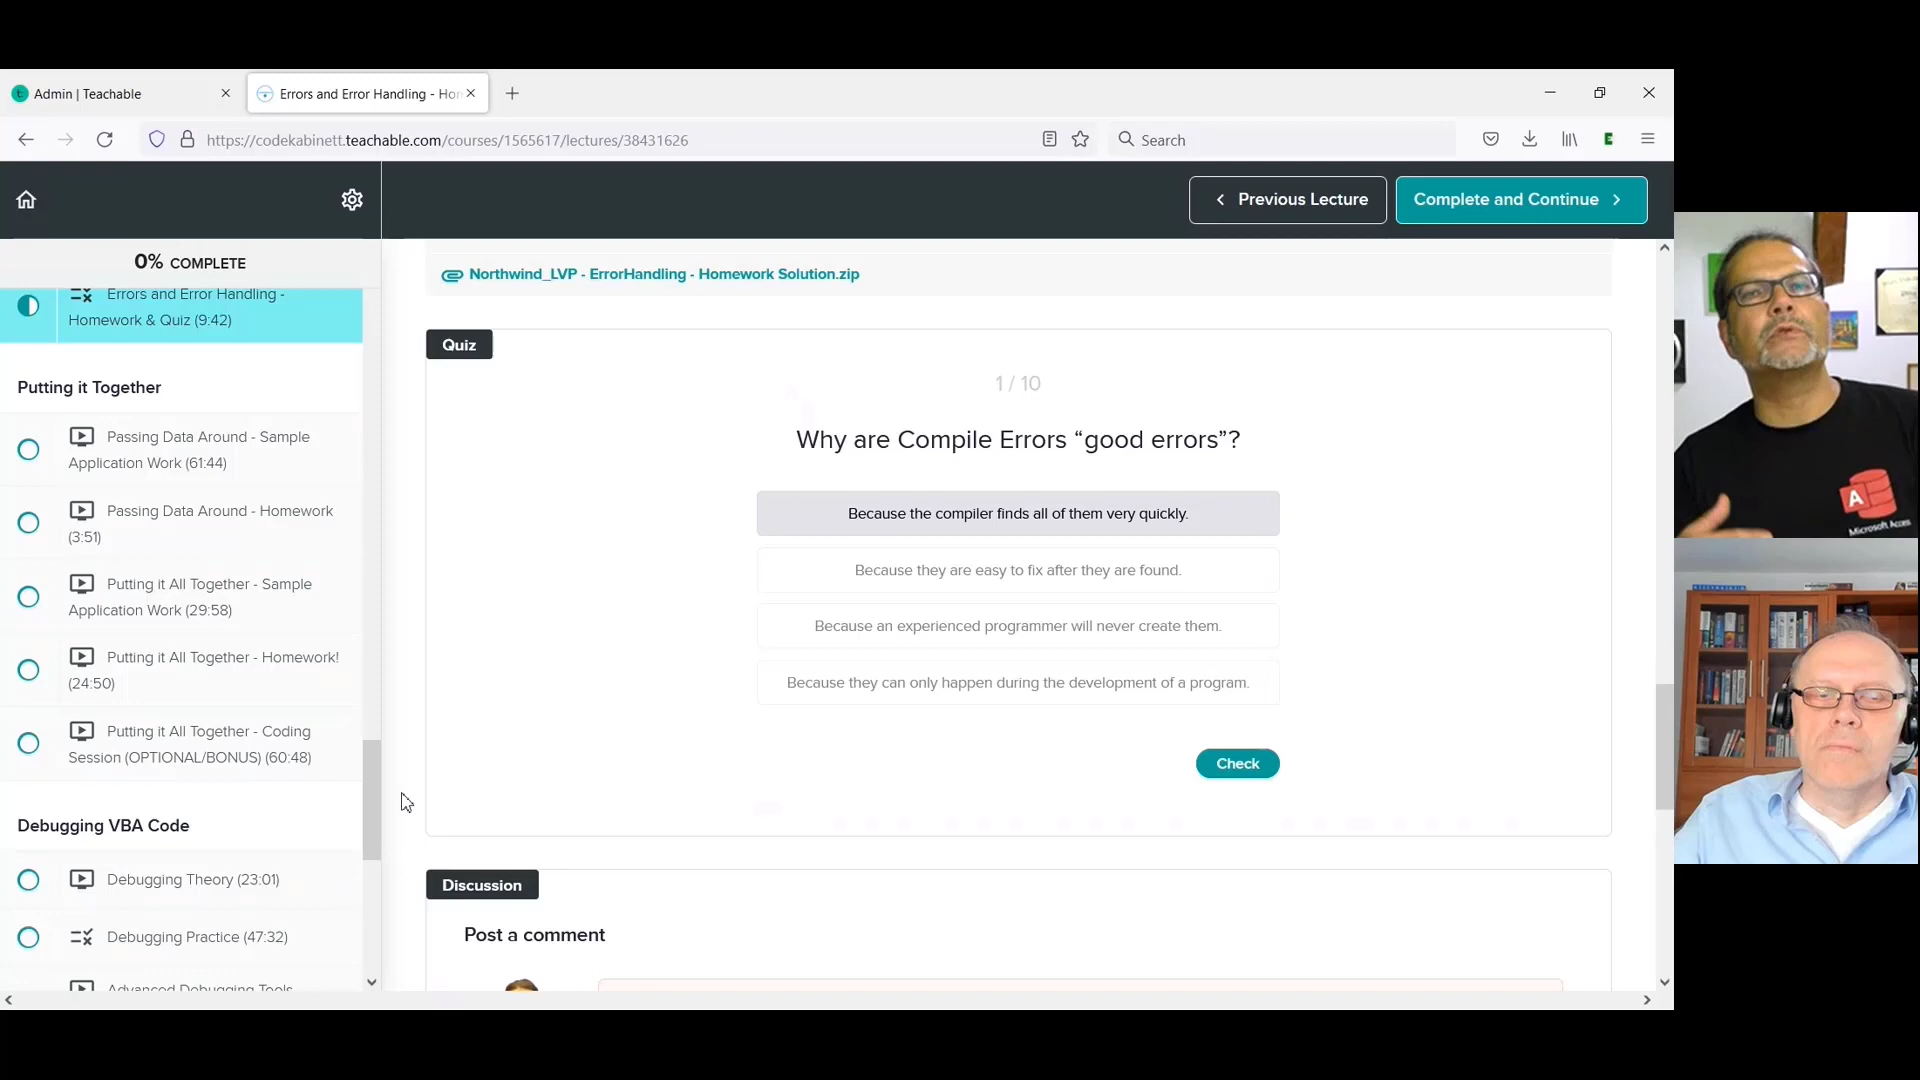 Admin | Teachable
Errors and Error Handling - Hor
https://codekabinett.teachable.com/courses/1565617/lectures/38431626
Search
Previous Lecture
Complete and Continue
0% COMPLETE
Errors and Error Handling -
Homework & Quiz (9:42)
Putting it Together
Passing Data Around - Sample
Application Work (61:44)
Passing Data Around - Homework
(3:51)
Putting it All Together - Sample
Application Work (29:58)
Putting it All Together - Homework!
(24:50)
Putting it All Together - Coding
Session (OPTIONAL/BONUS) (60:48)
Debugging VBA Code
Debugging Theory (23:01)
Debugging Practice (47:32)
Advanced Debugging Tools
Northwind_LVP - ErrorHandling - Homework Solution.zip
Quiz
1 / 10
Why are Compile Errors “good errors”?
Because the compiler finds all of them very quickly.
Because they are easy to fix after they are found.
Because an experienced programmer will never create them.
Because they can only happen during the development of a program.
Check
Discussion
Post a comment
A
Microsoft Access